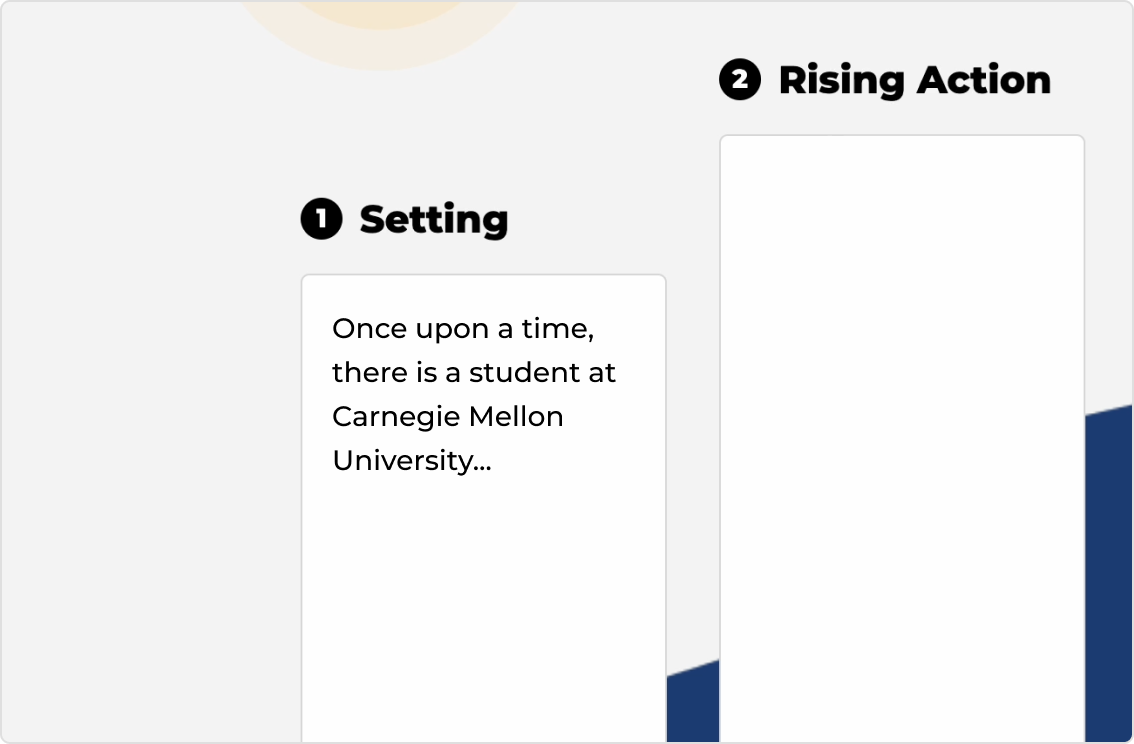 1 Setting
Once upon a time,
there is a student at
Carnegie Mellon
University...
2 Rising Action